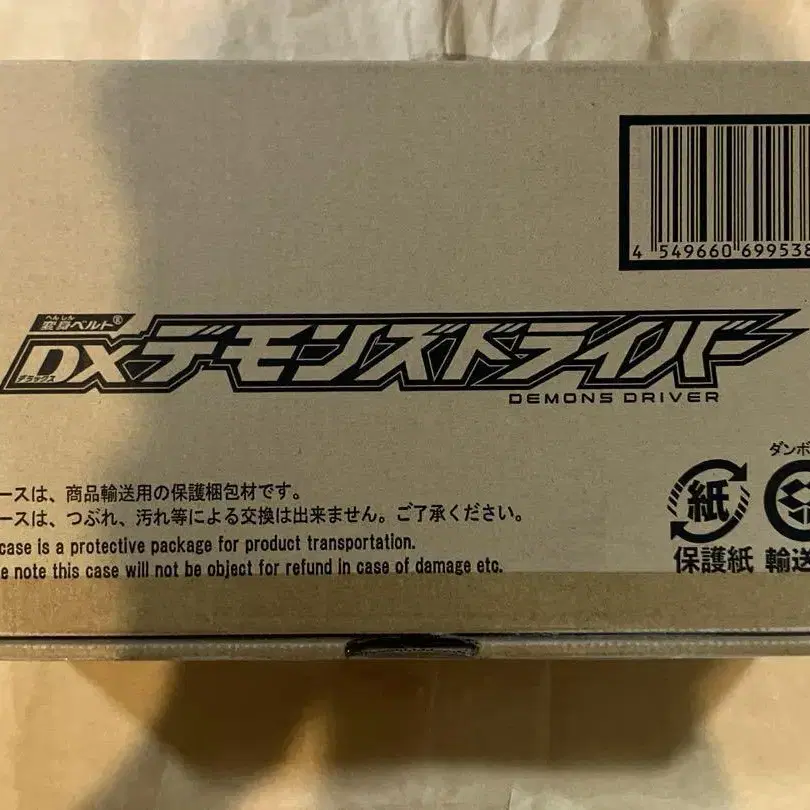 4 549660 699538
へんしん
変身ベルト®
DXデモンズドライバー
デラックス
DEMONS DRIVER
ダンボ
ースは、商品輸送用の保護梱包材です。
ースは、つぶれ、汚れ等による交換は出来ません。ご了承ください。
case is a protective package for product transportation.
e note this case will not be object for refund in case of damage etc.
紙
保護紙 輸送